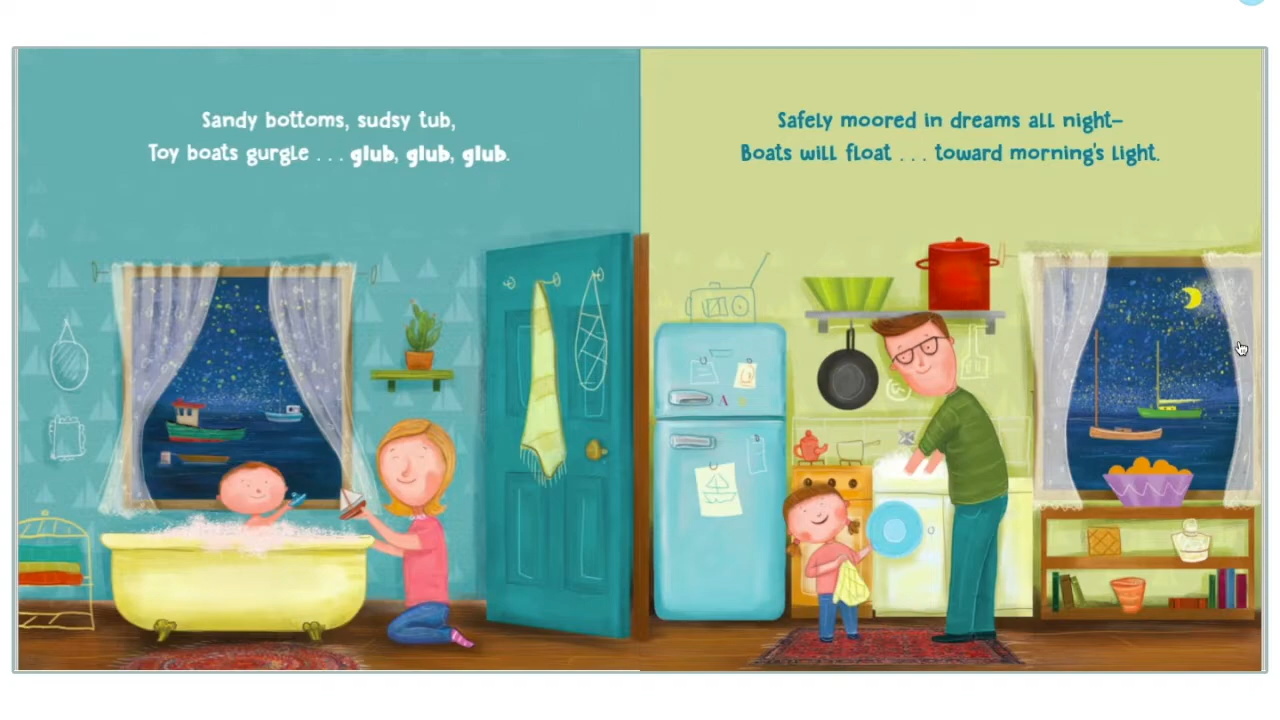 Sandy bottoms, sudsy tub,
Toy boats gurgle . . . glub, glub, glub.
Safely moored in dreams all night—
Boats will float . . . toward morning's light.
A